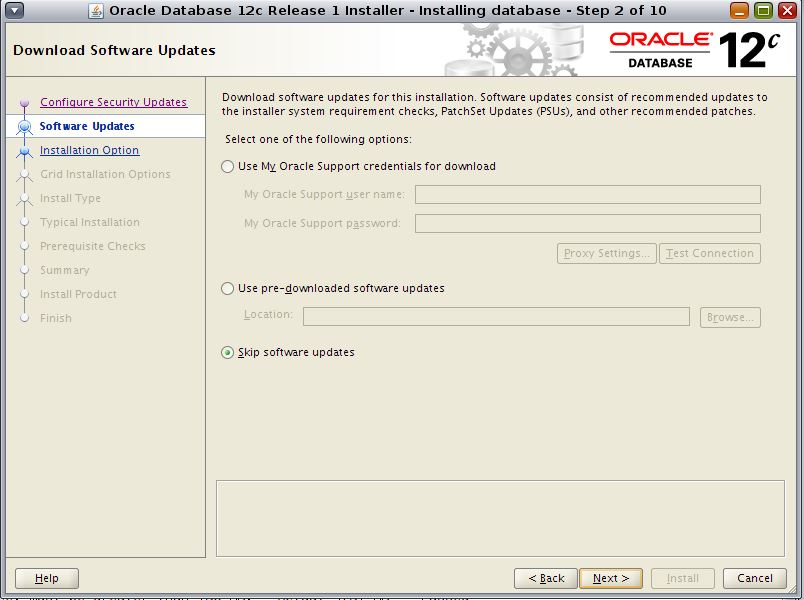 Oracle Database 12c Release 1 Installer - Installing database - Step 2 of 10
Download Software Updates
ORACLE®
DATABASE
12c
Configure Security Updates
Software Updates
Installation Option
Grid Installation Options
Install Type
Typical Installation
Prerequisite Checks
Summary
Install Product
Finish
Download software updates for this installation. Software updates consist of recommended updates to
the installer system requirement checks, PatchSet Updates (PSUs), and other recommended patches.
Select one of the following options:
Use My Oracle Support credentials for download
My Oracle Support user name:
My Oracle Support password:
Proxy Settings... Test Connection
Use pre-downloaded software updates
Location: Browse...
Skip software updates
Help < Back Next > Install Cancel